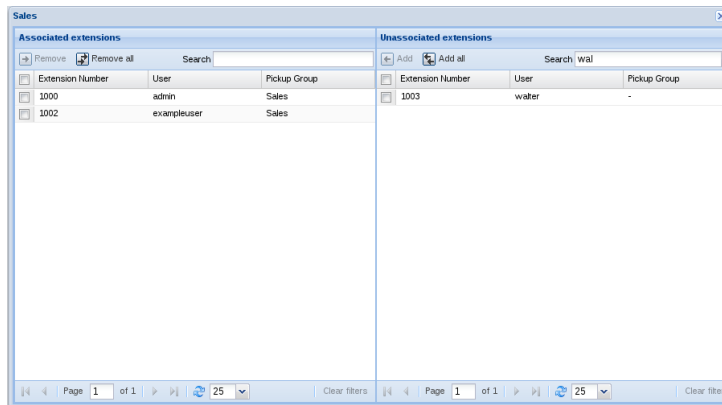 Sales
Associated extensions
Remove Remove all Search
Extension Number User Pickup Group
1000 admin Sales
1002 exampleuser Sales
Page 1 of 1 25 Clear filters
Unassociated extensions
Add Add all Search wal
Extension Number User Pickup Group
1003 walter -
Page 1 of 1 25 Clear filte